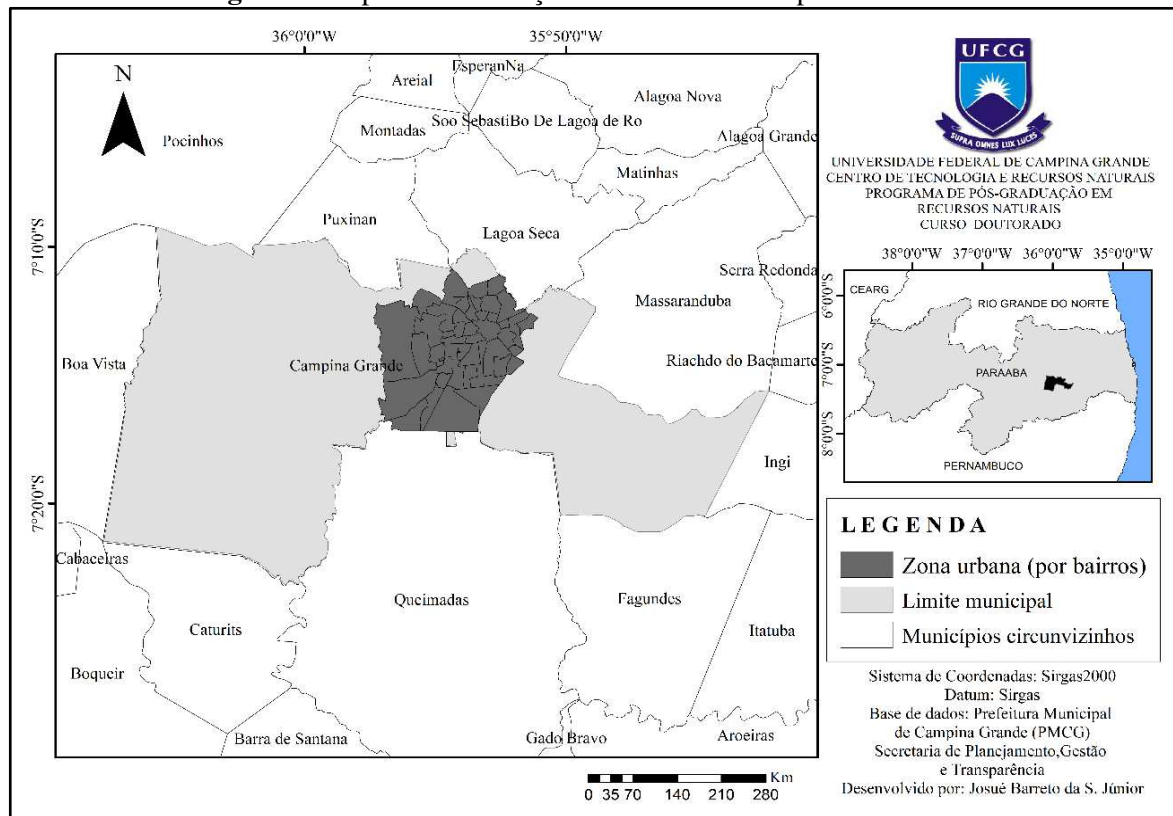 36°0'0"W 35°50'0"W
N
EsperanNa
Areial
Alagoa Nova
Soo SebastiBo De Lagoa de Ro
Montadas
Alagoa Grande
Pocinhos
Matinhas
Puxinan
Lagoa Seca
7°10'0"S
Serra Redonda
Massaranduba
Boa Vista
Campina Grande
Riachdo do Bacamarte
Ingi
7°20'0"S
Cabaceiras
Queimadas
Fagundes
Caturits
Itatuba
Boqueir
Barra de Santana
Gado Bravo
Aroeiras
Km
0 35 70 140 210 280
UFCG
SUPRA OMNES LUX LUCES
UNIVERSIDADE FEDERAL DE CAMPINA GRANDE
CENTRO DE TECNOLOGIA E RECURSOS NATURAIS
PROGRAMA DE PÓS-GRADUAÇÃO EM
RECURSOS NATURAIS
CURSO DOUTORADO
38°0'0"W 37°0'0"W 36°0'0"W 35°0'0"W
6°0'0"S
7°0'0"S
8°0'0"S
CEARG
RIO GRANDE DO NORTE
PARAABA
PERNAMBUCO
LEGENDA
Zona urbana (por bairros)
Limite municipal
Municípios circunvizinhos
Sistema de Coordenadas: Sirgas2000
Datum: Sirgas
Base de dados: Prefeitura Municipal
de Campina Grande (PMCG)
Secretaria de Planejamento,Gestão
e Transparência
Desenvolvido por: Josué Barreto da S. Júnior